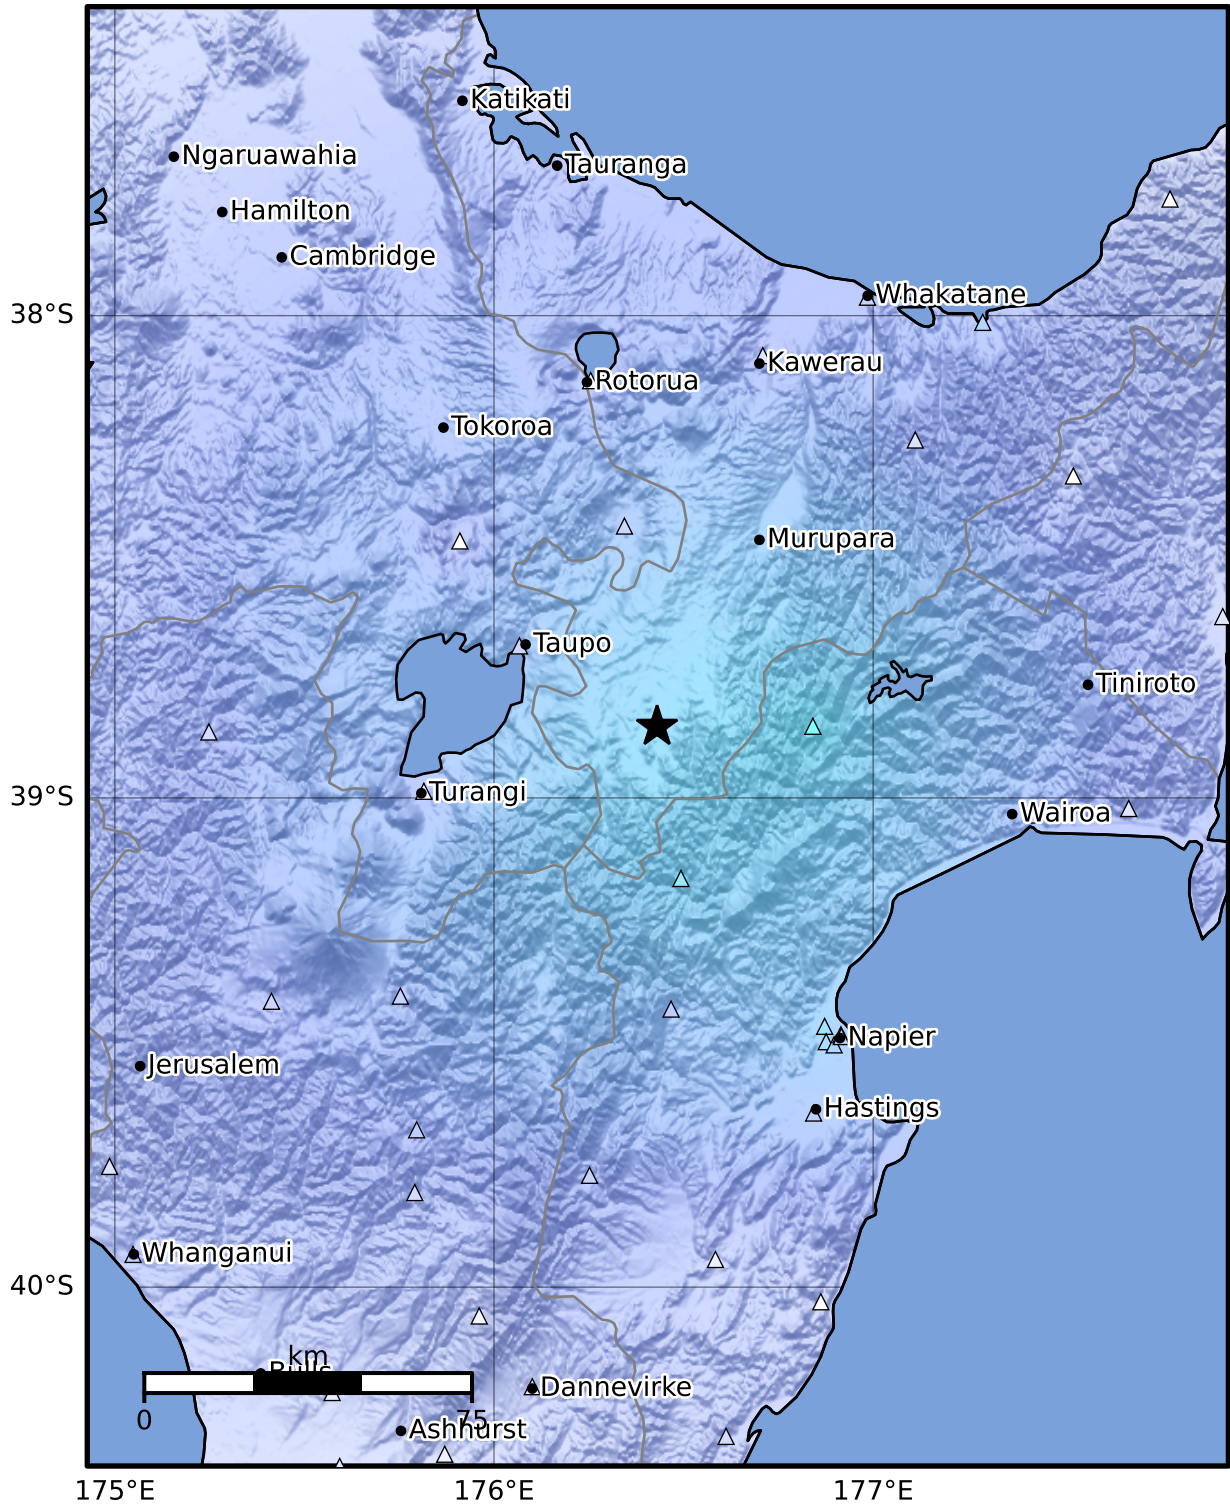 Katikati
Ngaruawahia
Tauranga
Hamilton
Cambridge
Whakatane
38°S
Kawerau
Rotorua
Tokoroa
Murupara
Taupo
Tiniroto
Turangi
39°S
Wairoa
Napier
Jerusalem
Hastings
Whanganui
40°S
km
Bulls
Dannevirke
0
75
Ashhurst
175°E
176°E
177°E